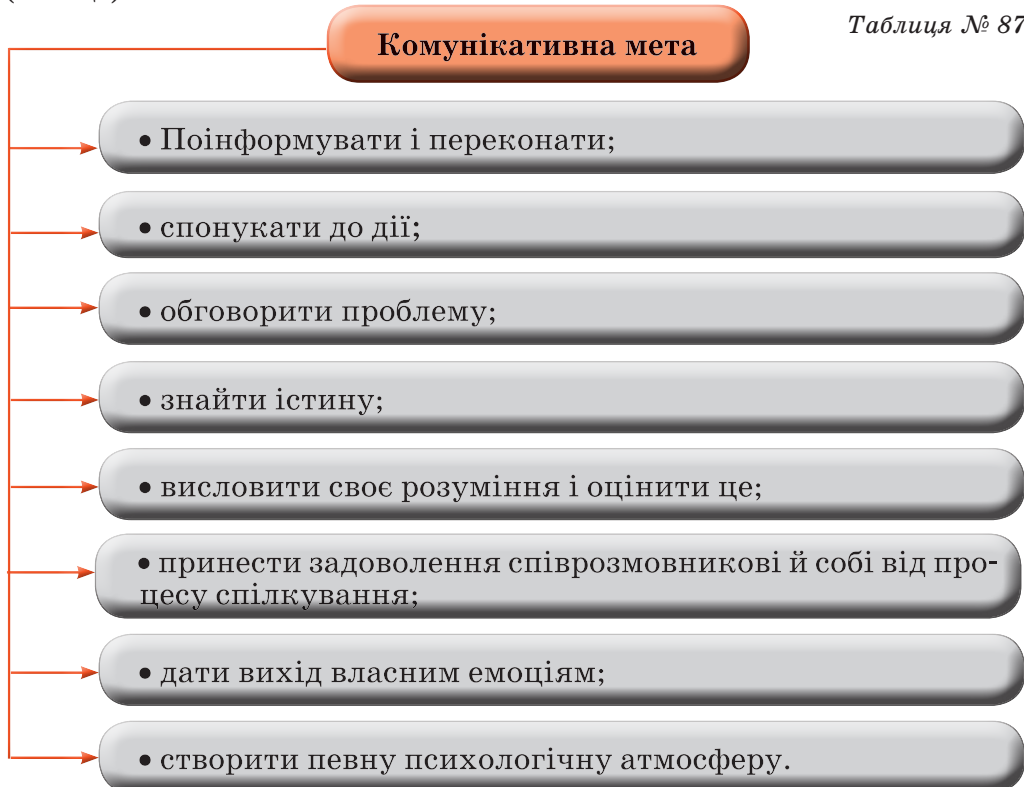 Таблиця № 87
Комунікативна мета
• Поінформувати і переконати;
• спонукати до дії;
• обговорити проблему;
• знайти істину;
• висловити своє розуміння і оцінити це;
• принести задоволення співрозмовникові й собі від про-
цесу спілкування;
• дати вихід власним емоціям;
• створити певну психологічну атмосферу.